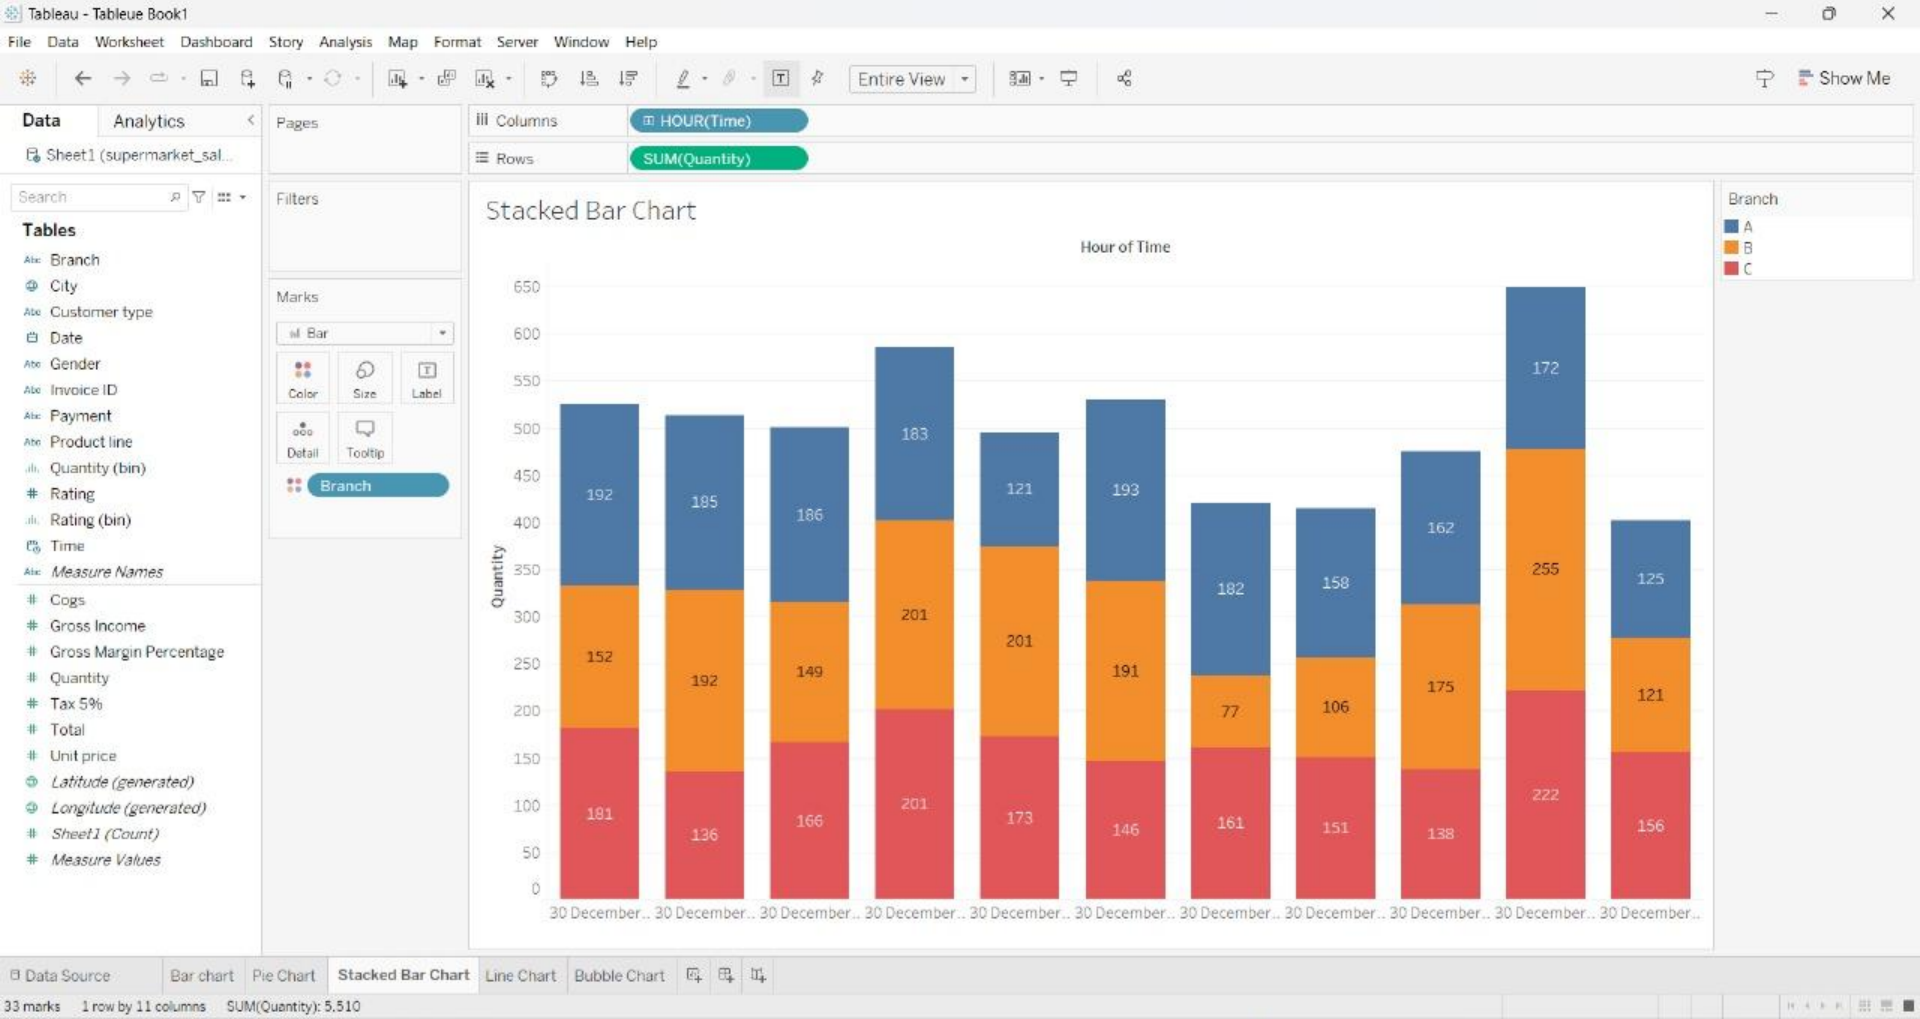 Tableau - Tableue Book1
File Data Worksheet Dashboard Story Analysis Map Format Server Window Help
Entire View
Show Me
Data Analytics
Sheet1 (supermarket_sal...
Search
Tables
Abc Branch
City
Abc Customer type
Date
Abc Gender
Abc Invoice ID
Abc Payment
Abc Product line
Quantity (bin)
# Rating
Rating (bin)
Time
Abc Measure Names
# Cogs
# Gross Income
# Gross Margin Percentage
# Quantity
# Tax 5%
# Total
# Unit price
Latitude (generated)
Longitude (generated)
# Sheet1 (Count)
# Measure Values
Pages
Filters
Marks
Bar
Color Size Label
Detail Tooltip
Branch
Columns HOUR(Time)
Rows SUM(Quantity)
Stacked Bar Chart
Hour of Time
Quantity
650
600
550
500
450
400
350
300
250
200
150
100
50
0
192 185 186 183 121 193 182 158 162 172 125
152 192 149 201 201 191 77 106 175 255 121
181 136 166 201 173 146 161 151 138 222 156
30 December.. 30 December.. 30 December.. 30 December.. 30 December.. 30 December.. 30 December.. 30 December.. 30 December.. 30 December.. 30 December..
Branch
A
B
C
Data Source Bar chart Pie Chart Stacked Bar Chart Line Chart Bubble Chart
33 marks 1 row by 11 columns SUM(Quantity): 5,510